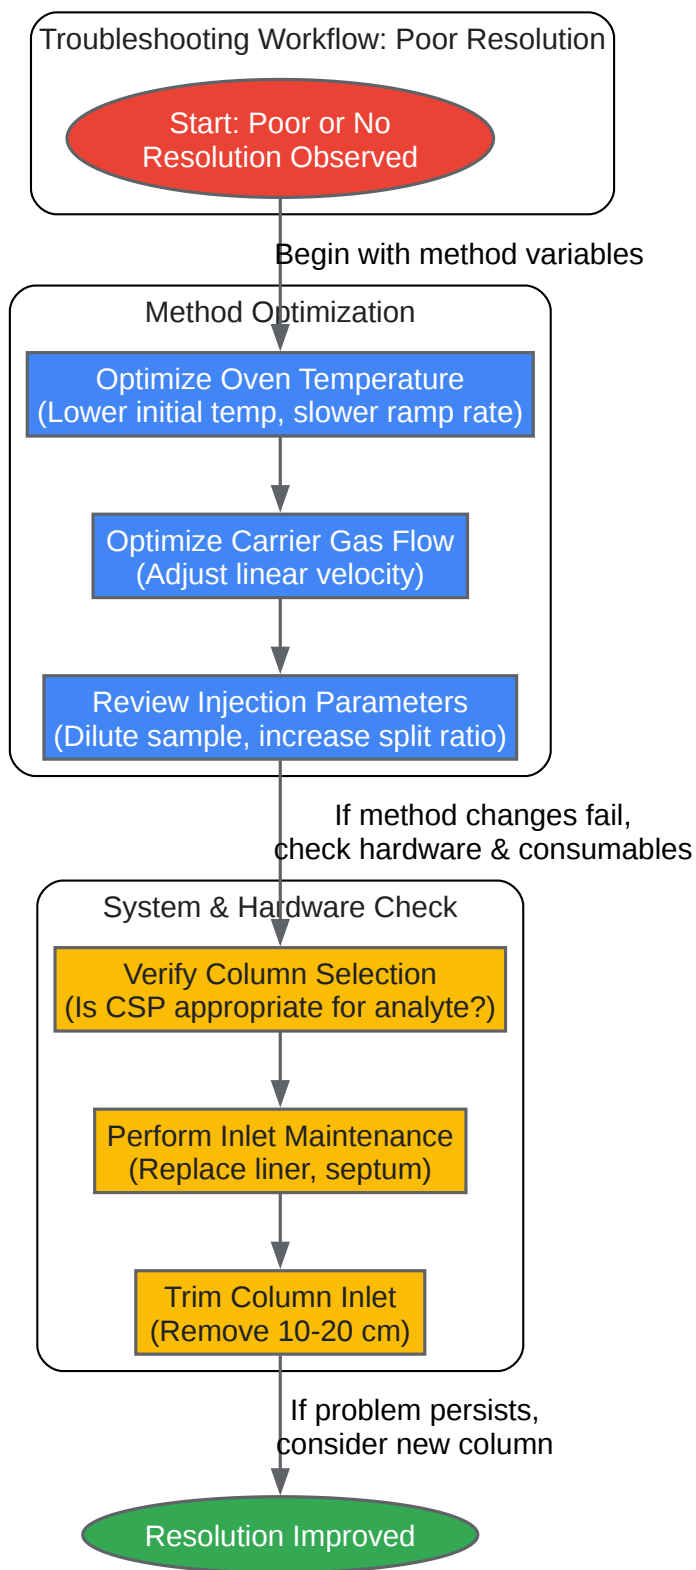 Troubleshooting Workflow: Poor Resolution
Start: Poor or No
Resolution Observed
Begin with method variables
Method Optimization
Optimize Oven Temperature
(Lower initial temp, slower ramp rate)
Optimize Carrier Gas Flow
(Adjust linear velocity)
Review Injection Parameters
(Dilute sample, increase split ratio)
If method changes fail,
check hardware & consumables
System & Hardware Check
Verify Column Selection
(Is CSP appropriate for analyte?)
Perform Inlet Maintenance
(Replace liner, septum)
Trim Column Inlet
(Remove 10-20 cm)
If problem persists,
consider new column
Resolution Improved